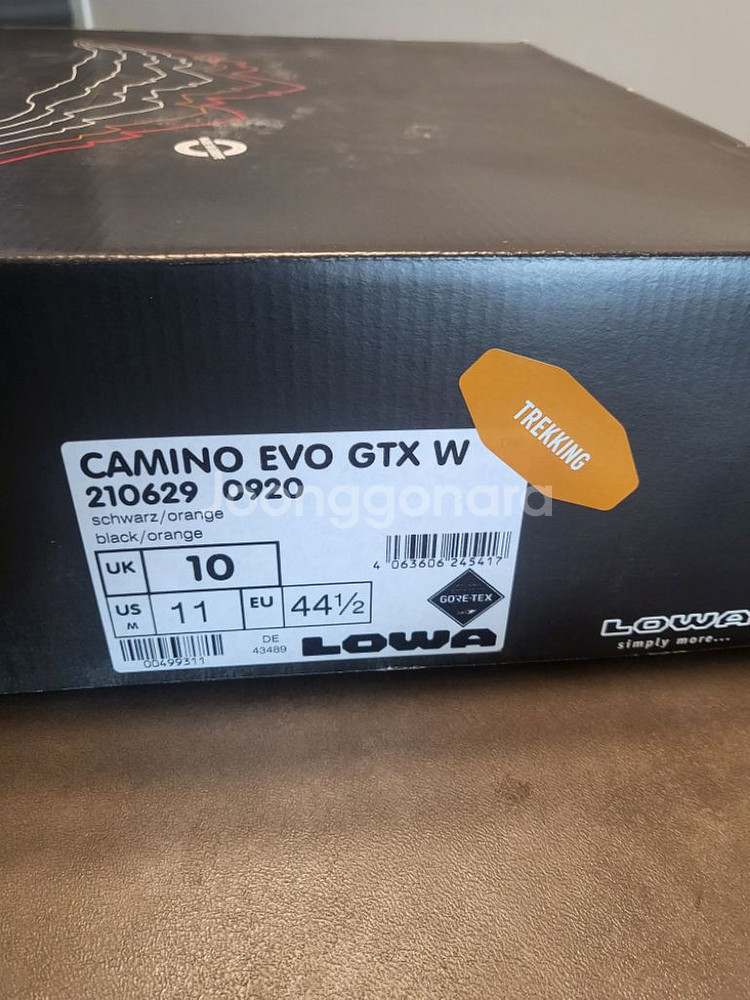 TREKKING
CAMINO EVO GTX W
210629 0920
Joonggonara
schwarz/orange
black/orange
UK 10
4 063606 245417
US M 11 EU 44½
GORE-TEX
00499311
DE 43489
LOWA
LOWA
simply more...